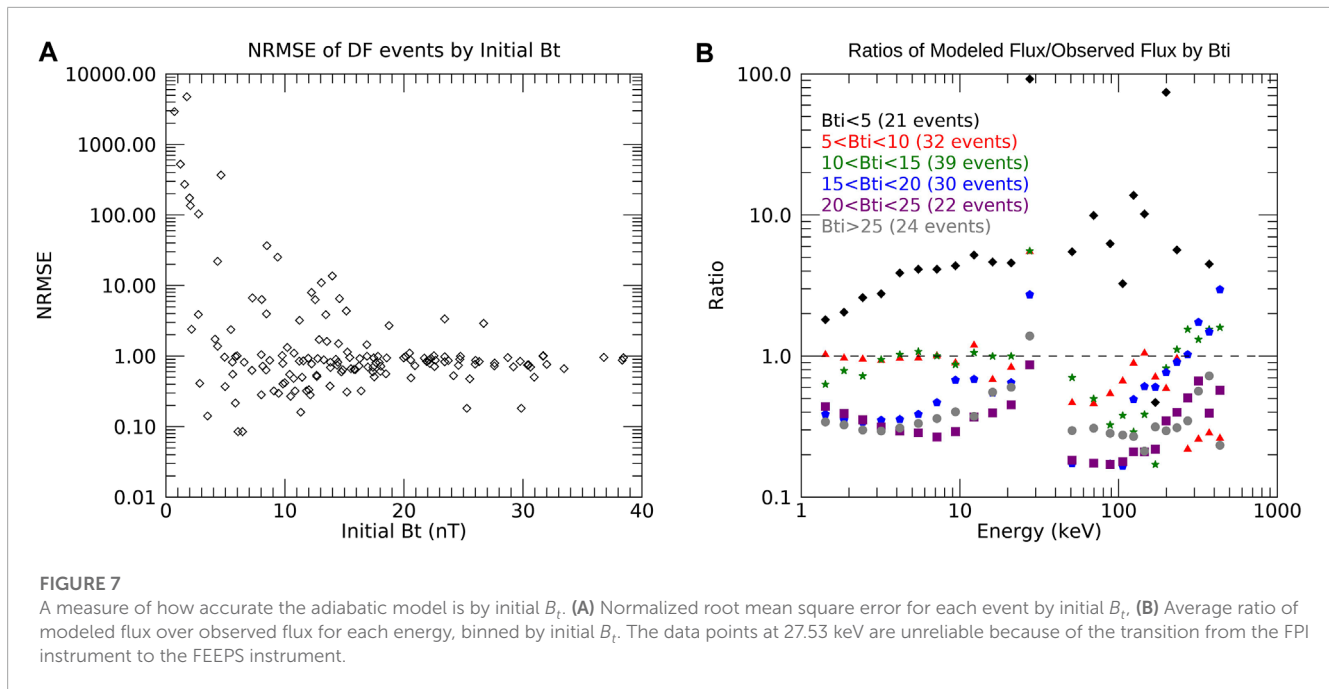 A
NRMSE of DF events by Initial Bt
10000.00
1000.00
100.00
10.00
1.00
0.10
0.01
NRMSE
0
10
20
30
40
Initial Bt (nT)
B
Ratios of Modeled Flux/Observed Flux by Bti
100.0
10.0
1.0
0.1
Ratio
Bti<5 (21 events)
5<Bti<10 (32 events)
10<Bti<15 (39 events)
15<Bti<20 (30 events)
20<Bti<25 (22 events)
Bti>25 (24 events)
1
10
100
1000
Energy (keV)
FIGURE 7
A measure of how accurate the adiabatic model is by initial Bₜ. (A) Normalized root mean square error for each event by initial Bₜ, (B) Average ratio of
modeled flux over observed flux for each energy, binned by initial Bₜ. The data points at 27.53 keV are unreliable because of the transition from the FPI
instrument to the FEEPS instrument.